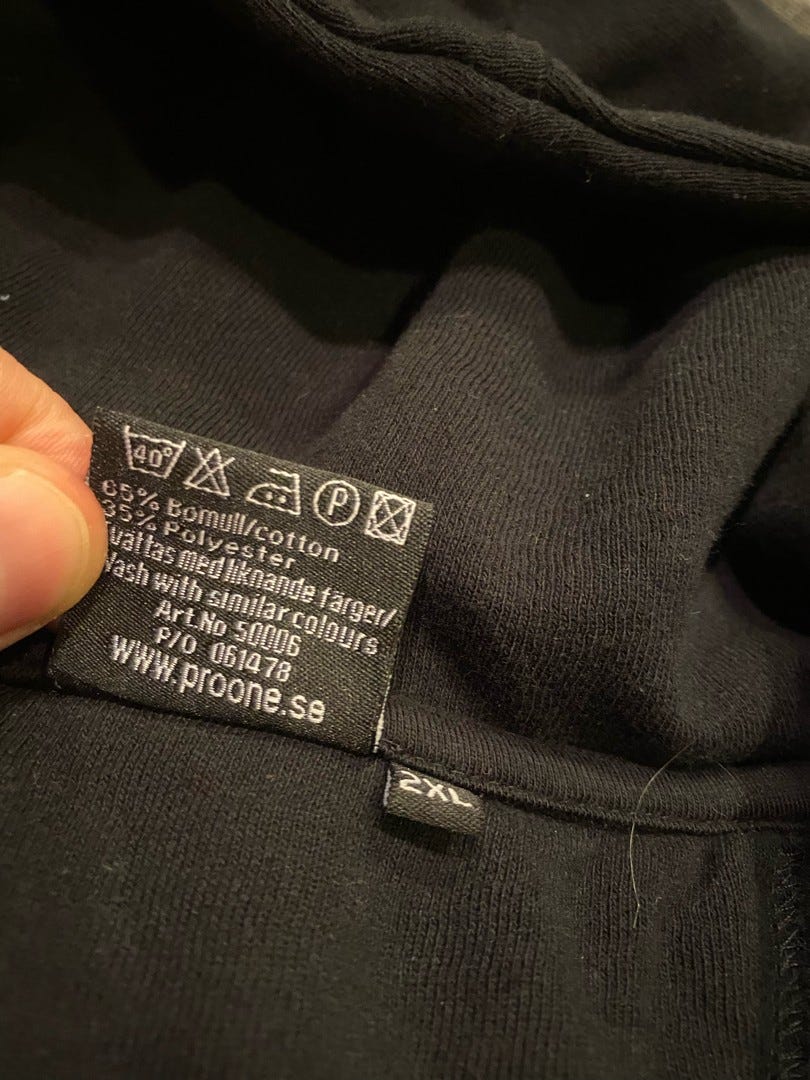 40°
P
65% Bomull/cotton
35% Polyester
Tvättas med liknande färger/
Wash with similar colours
Art.No 50006
P/O 061478
www.proone.se
2XL